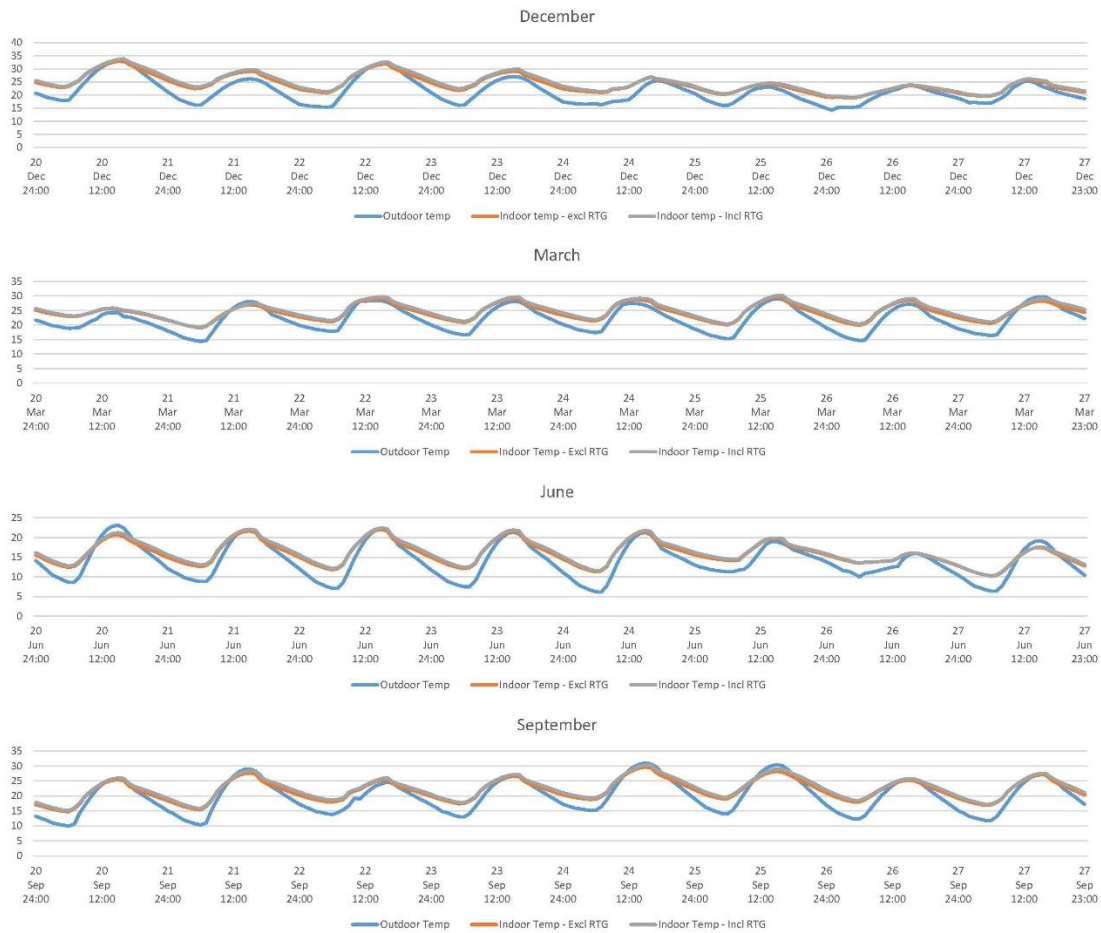 December
40
35
30
25
20
15
10
5
0
20 20 21 21 22 22 23 23 24 24 25 25 26 26 27 27 27
Dec Dec Dec Dec Dec Dec Dec Dec Dec Dec Dec Dec Dec Dec Dec Dec Dec
24:00 12:00 24:00 12:00 24:00 12:00 24:00 12:00 24:00 12:00 24:00 12:00 24:00 12:00 24:00 12:00 23:00
Outdoor temp Indoor temp - excl RTG Indoor temp - Incl RTG
March
35
30
25
20
15
10
5
0
20 20 21 21 22 22 23 23 24 24 25 25 26 26 27 27 27
Mar Mar Mar Mar Mar Mar Mar Mar Mar Mar Mar Mar Mar Mar Mar Mar Mar
24:00 12:00 24:00 12:00 24:00 12:00 24:00 12:00 24:00 12:00 24:00 12:00 24:00 12:00 24:00 12:00 23:00
Outdoor Temp Indoor Temp - Excl RTG Indoor Temp - Incl RTG
June
25
20
15
10
5
0
20 20 21 21 22 22 23 23 24 24 25 25 26 26 27 27 27
Jun Jun Jun Jun Jun Jun Jun Jun Jun Jun Jun Jun Jun Jun Jun Jun Jun
24:00 12:00 24:00 12:00 24:00 12:00 24:00 12:00 24:00 12:00 24:00 12:00 24:00 12:00 24:00 12:00 23:00
Outdoor Temp Indoor Temp - Excl RTG Indoor Temp - Incl RTG
September
35
30
25
20
15
10
5
0
20 20 21 21 22 22 23 23 24 24 25 25 26 26 27 27 27
Sep Sep Sep Sep Sep Sep Sep Sep Sep Sep Sep Sep Sep Sep Sep Sep Sep
24:00 12:00 24:00 12:00 24:00 12:00 24:00 12:00 24:00 12:00 24:00 12:00 24:00 12:00 24:00 12:00 23:00
Outdoor Temp Indoor Temp - Excl RTG Indoor Temp - Incl RTG